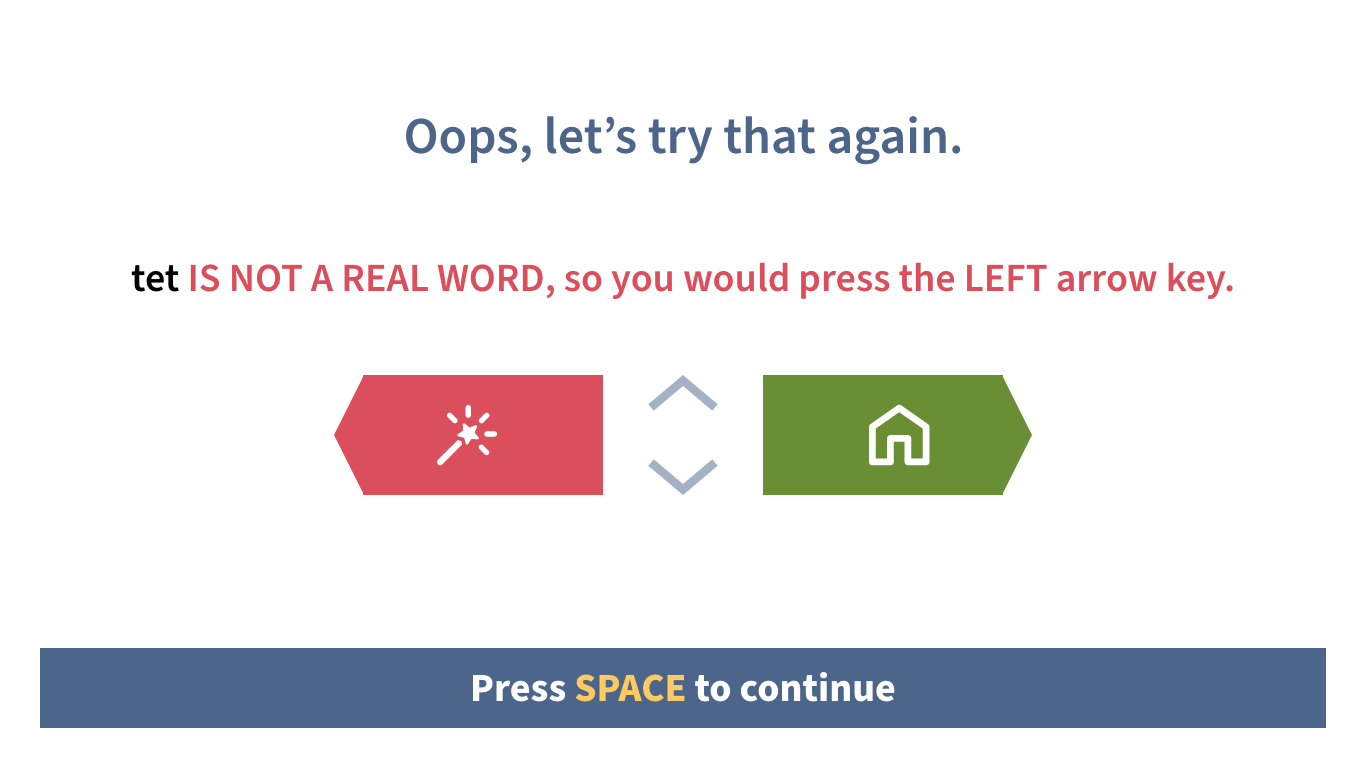 Oops, let’s try that again.
tet IS NOT A REAL WORD, so you would press the LEFT arrow key.
Press SPACE to continue